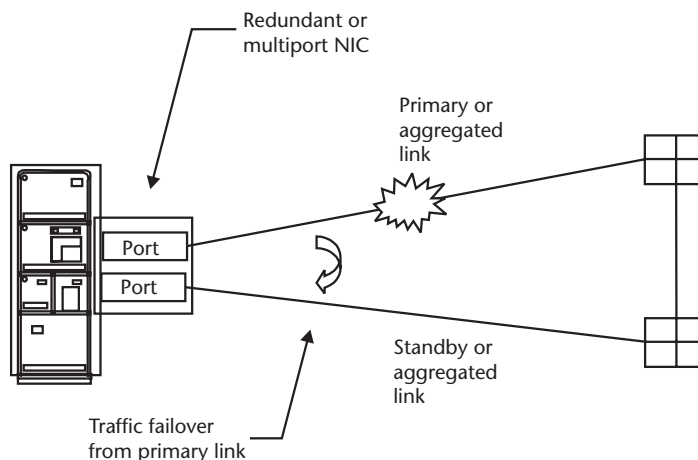 Redundant or
multiport NIC
Primary or
aggregated
link
Port
Port
Standby or
aggregated
link
Traffic failover
from primary link